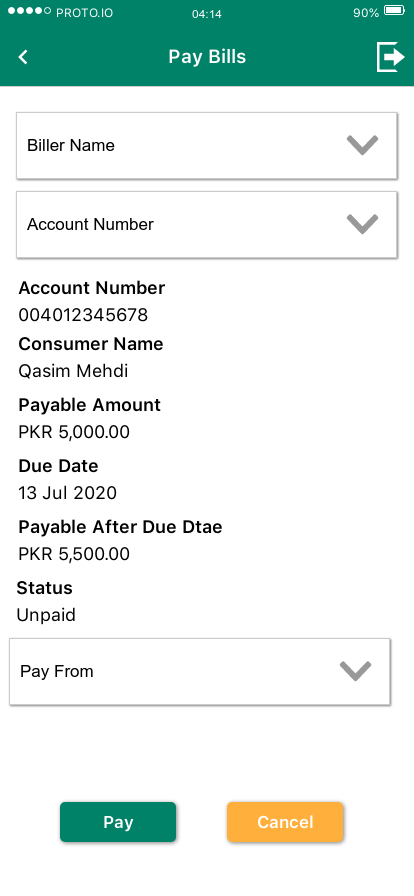 PROTO.IO 04:14 90%
Pay Bills
Biller Name
Account Number
Account Number
004012345678
Consumer Name
Qasim Mehdi
Payable Amount
PKR 5,000.00
Due Date
13 Jul 2020
Payable After Due Dtae
PKR 5,500.00
Status
Unpaid
Pay From
Pay Cancel